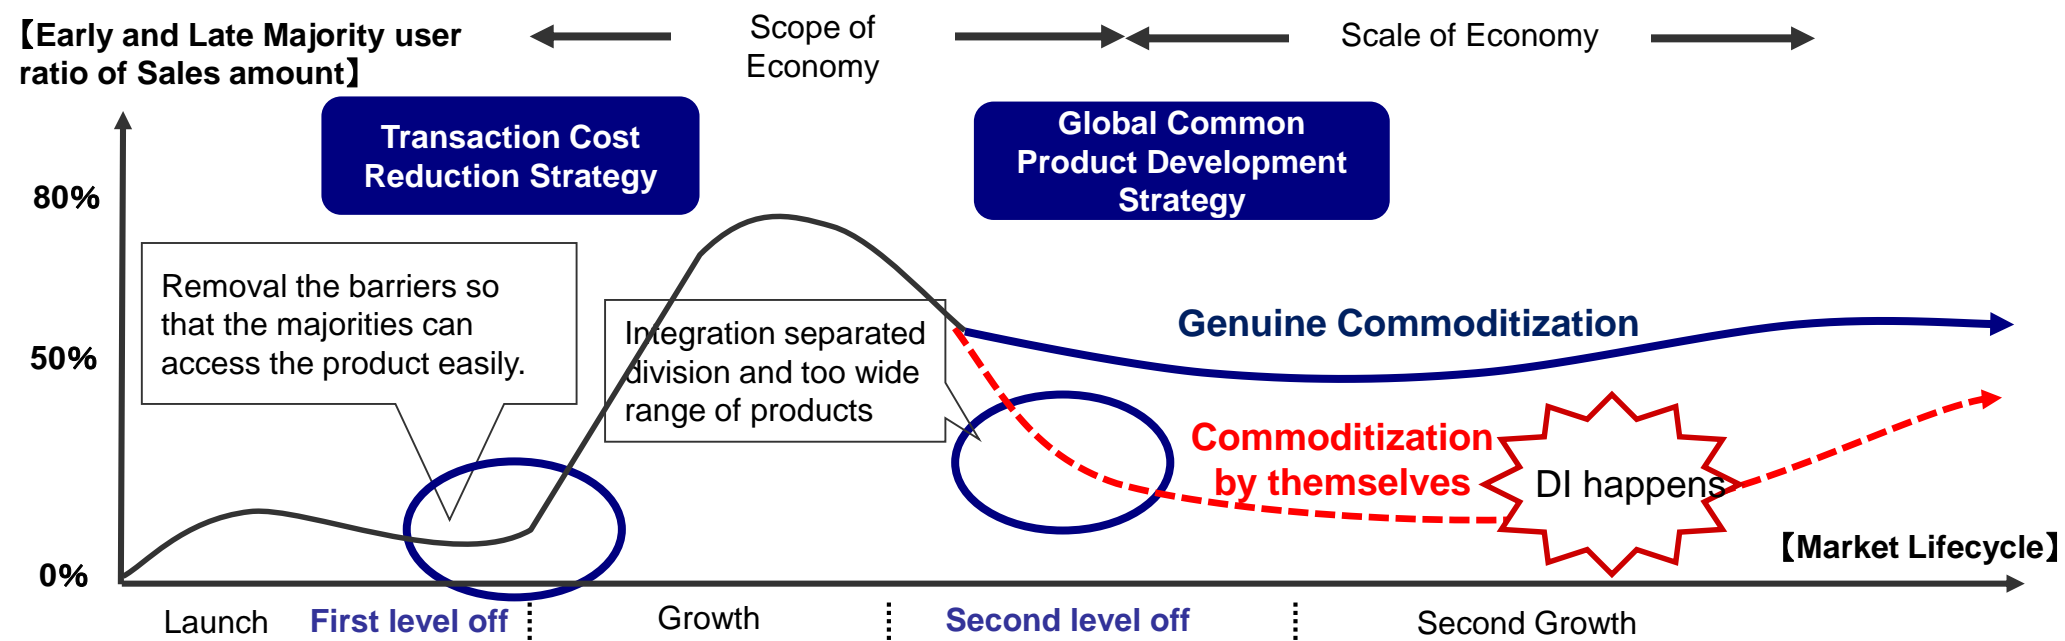 【Early and Late Majority user
ratio of Sales amount】
Scope of
Economy
Scale of Economy
Transaction Cost
Reduction Strategy
Global Common
Product Development
Strategy
80%
50%
0%
Removal the barriers so
that the majorities can
access the product easily.
Integration separated
division and too wide
range of products
Genuine Commoditization
Commoditization
by themselves
DI happens
【Market Lifecycle】
Launch
First level off
Growth
Second level off
Second Growth